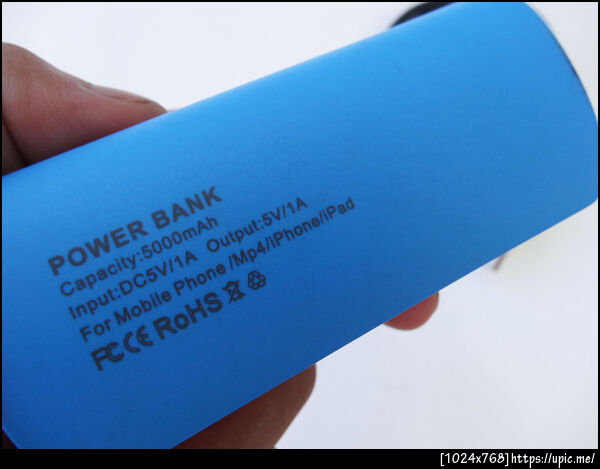 POWER BANK
Capacity:5000mAh
Input:DC5V/1A Output:5V/1A
For Mobile Phone /Mp4/iPhone/iPad
FC CE RoHS
[1024x768]https://upic.me/